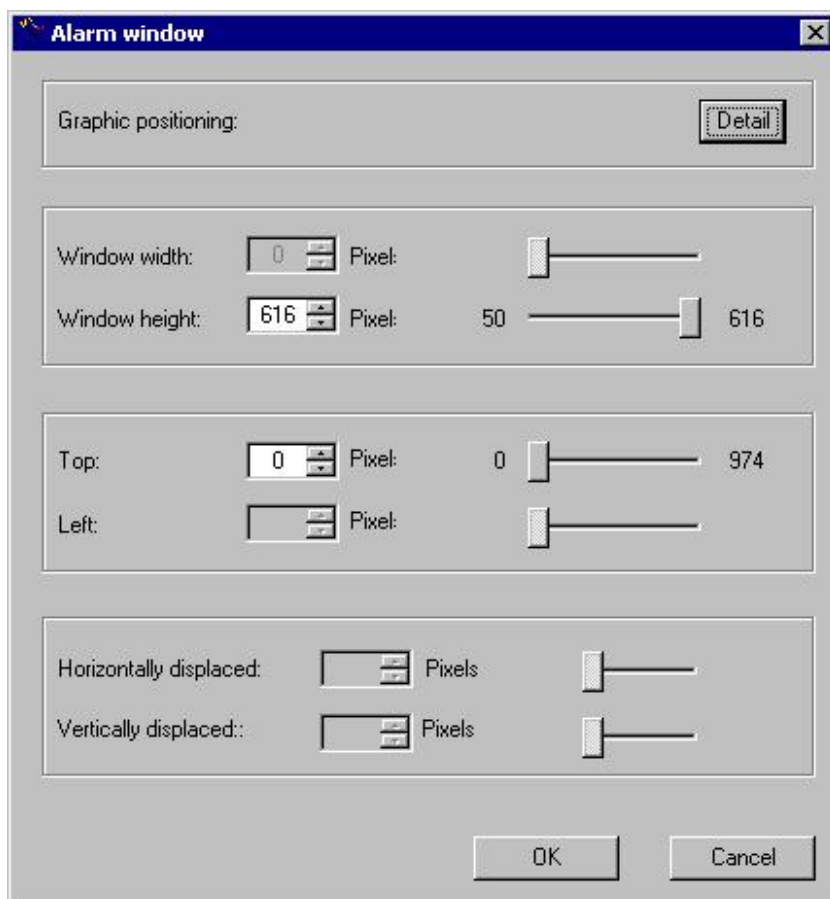 Alarm window
Graphic positioning: Detail
Window width: 0 Pixel:
Window height: 616 Pixel: 50 616
Top: 0 Pixel: 0 974
Left: Pixel:
Horizontally displaced: Pixels
Vertically displaced:: Pixels
OK Cancel